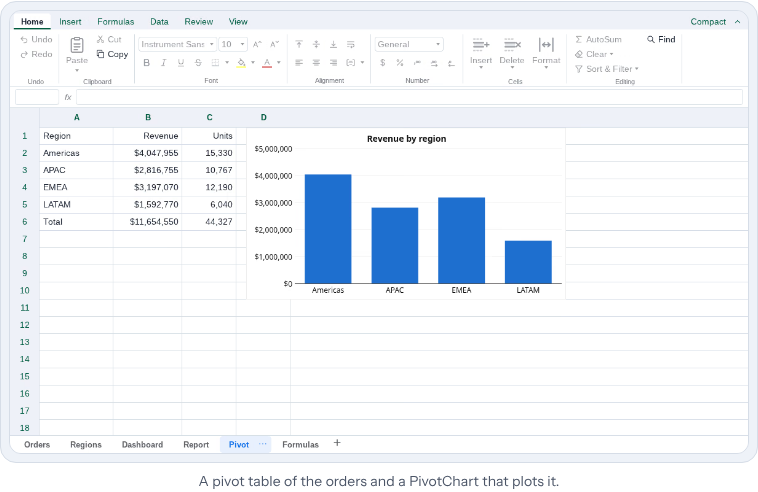 Home Insert Formulas Data Review View Compact
Undo Redo Paste Cut Copy Instrument Sans 10 General Insert Delete Format AutoSum Clear Sort & Filter Find
Undo Clipboard Font Alignment Number Cells Editing
fx
A B C D
1 Region Revenue Units
2 Americas $4,047,955 15,330
3 APAC $2,816,755 10,767
4 EMEA $3,197,070 12,190
5 LATAM $1,592,770 6,040
6 Total $11,654,550 44,327
7
8
9
10
11
12
13
14
15
16
17
18
Revenue by region
$5,000,000
$4,000,000
$3,000,000
$2,000,000
$1,000,000
$0
Americas APAC EMEA LATAM
Orders Regions Dashboard Report Pivot ··· Formulas +
A pivot table of the orders and a PivotChart that plots it.